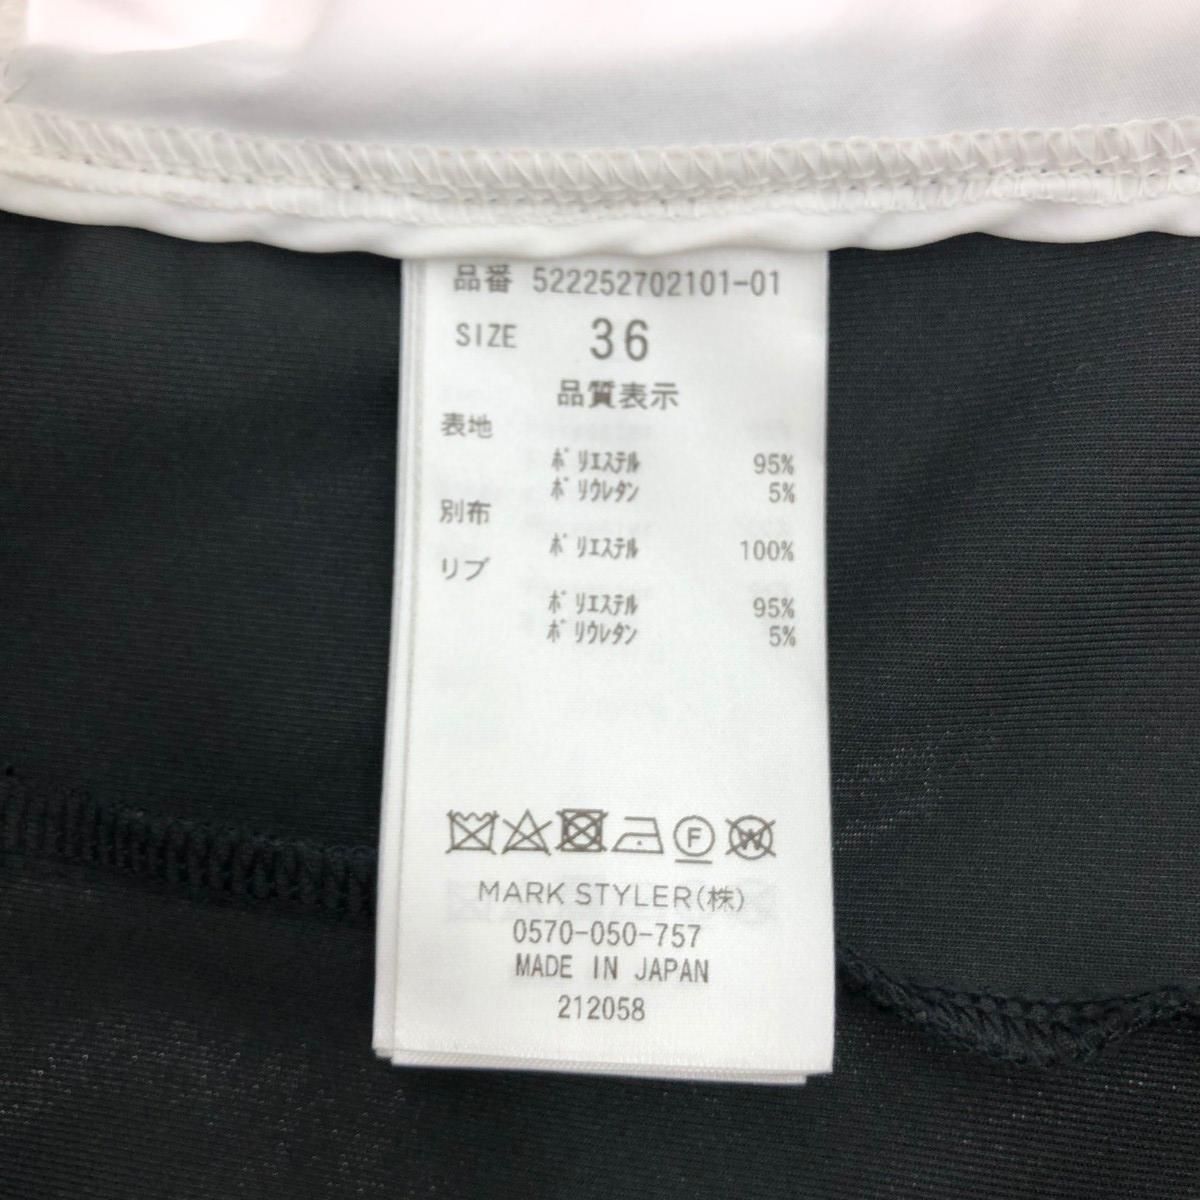 品番 522252702101-01
SIZE 36
品質表示
表地
ﾎﾟﾘｴｽﾃﾙ 95%
ﾎﾟﾘｳﾚﾀﾝ 5%
別布
ﾎﾟﾘｴｽﾃﾙ 100%
リブ
ﾎﾟﾘｴｽﾃﾙ 95%
ﾎﾟﾘｳﾚﾀﾝ 5%
F W
MARK STYLER(株)
0570-050-757
MADE IN JAPAN
212058